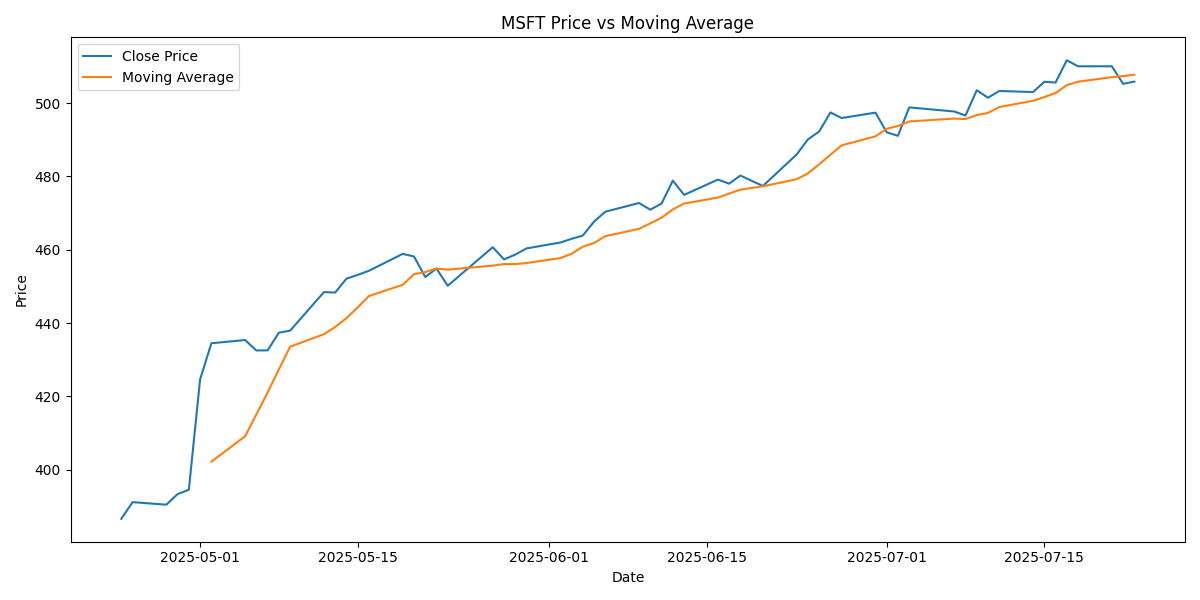 MSFT Price vs Moving Average
Close Price
Moving Average
Price
500
480
460
440
420
400
2025-05-01
2025-05-15
2025-06-01
2025-06-15
2025-07-01
2025-07-15
Date